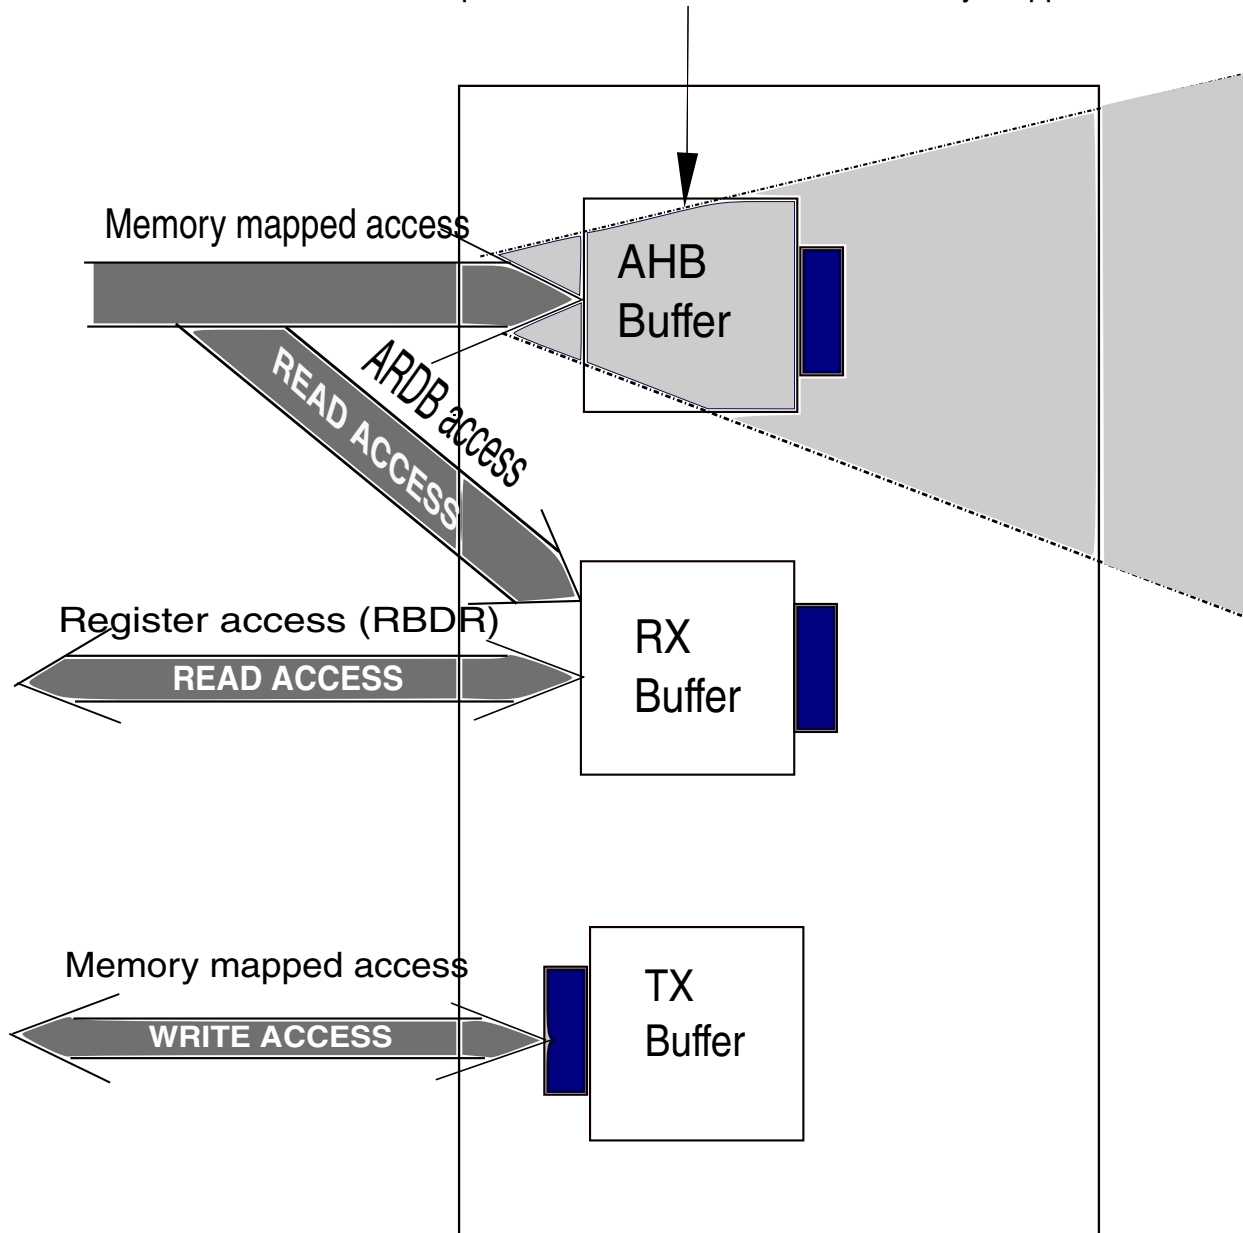 Memory mapped access
AHB
Buffer
ARDB access
READ ACCESS
Register access (RBDR)
READ ACCESS
RX
Buffer
Memory mapped access
WRITE ACCESS
TX
Buffer